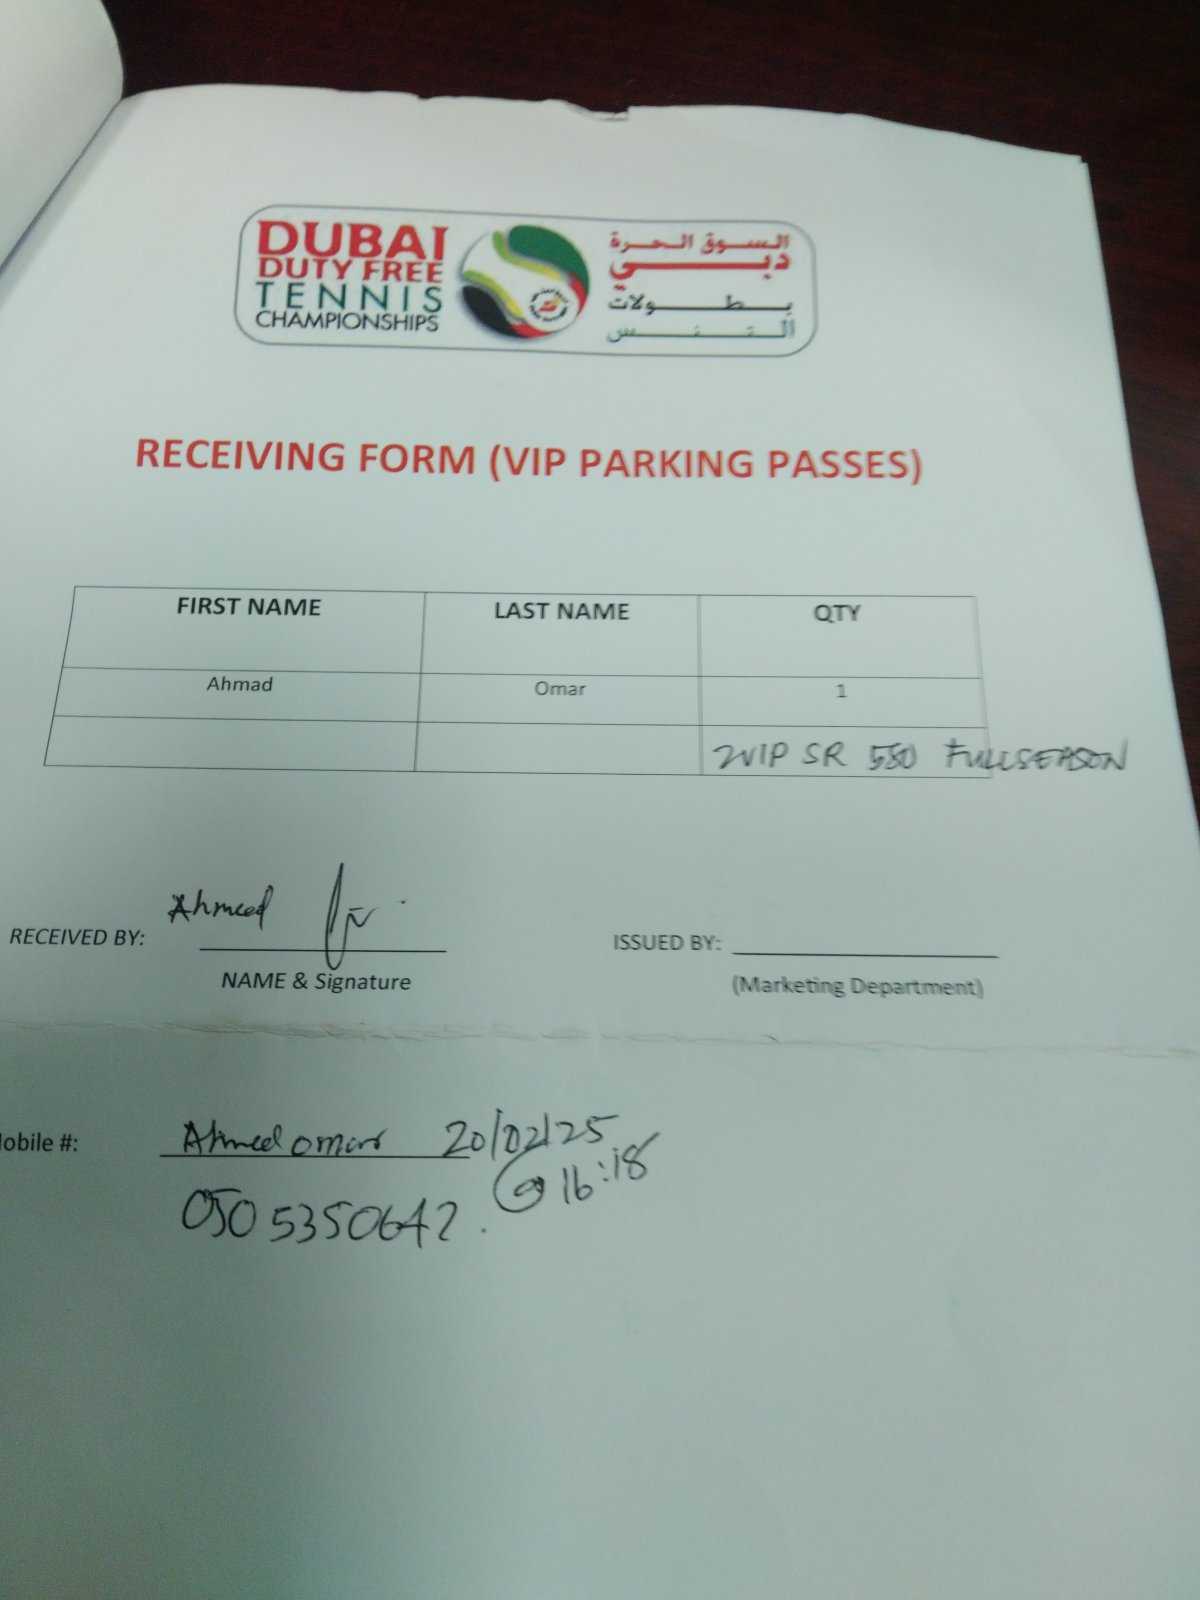 DUBAI
DUTY FREE
TENNIS
CHAMPIONSHIPS
السوق الحرة
دبي
بطولات
التنس
RECEIVING FORM (VIP PARKING PASSES)
FIRST NAME LAST NAME QTY
Ahmad Omar 1
2VIP SR 550 FULLSEASON
Ahmeed
RECEIVED BY: ISSUED BY:
NAME & Signature (Marketing Department)
lobile #: Ahmed omar 20/02/25
@ 16:18
050 5350642.